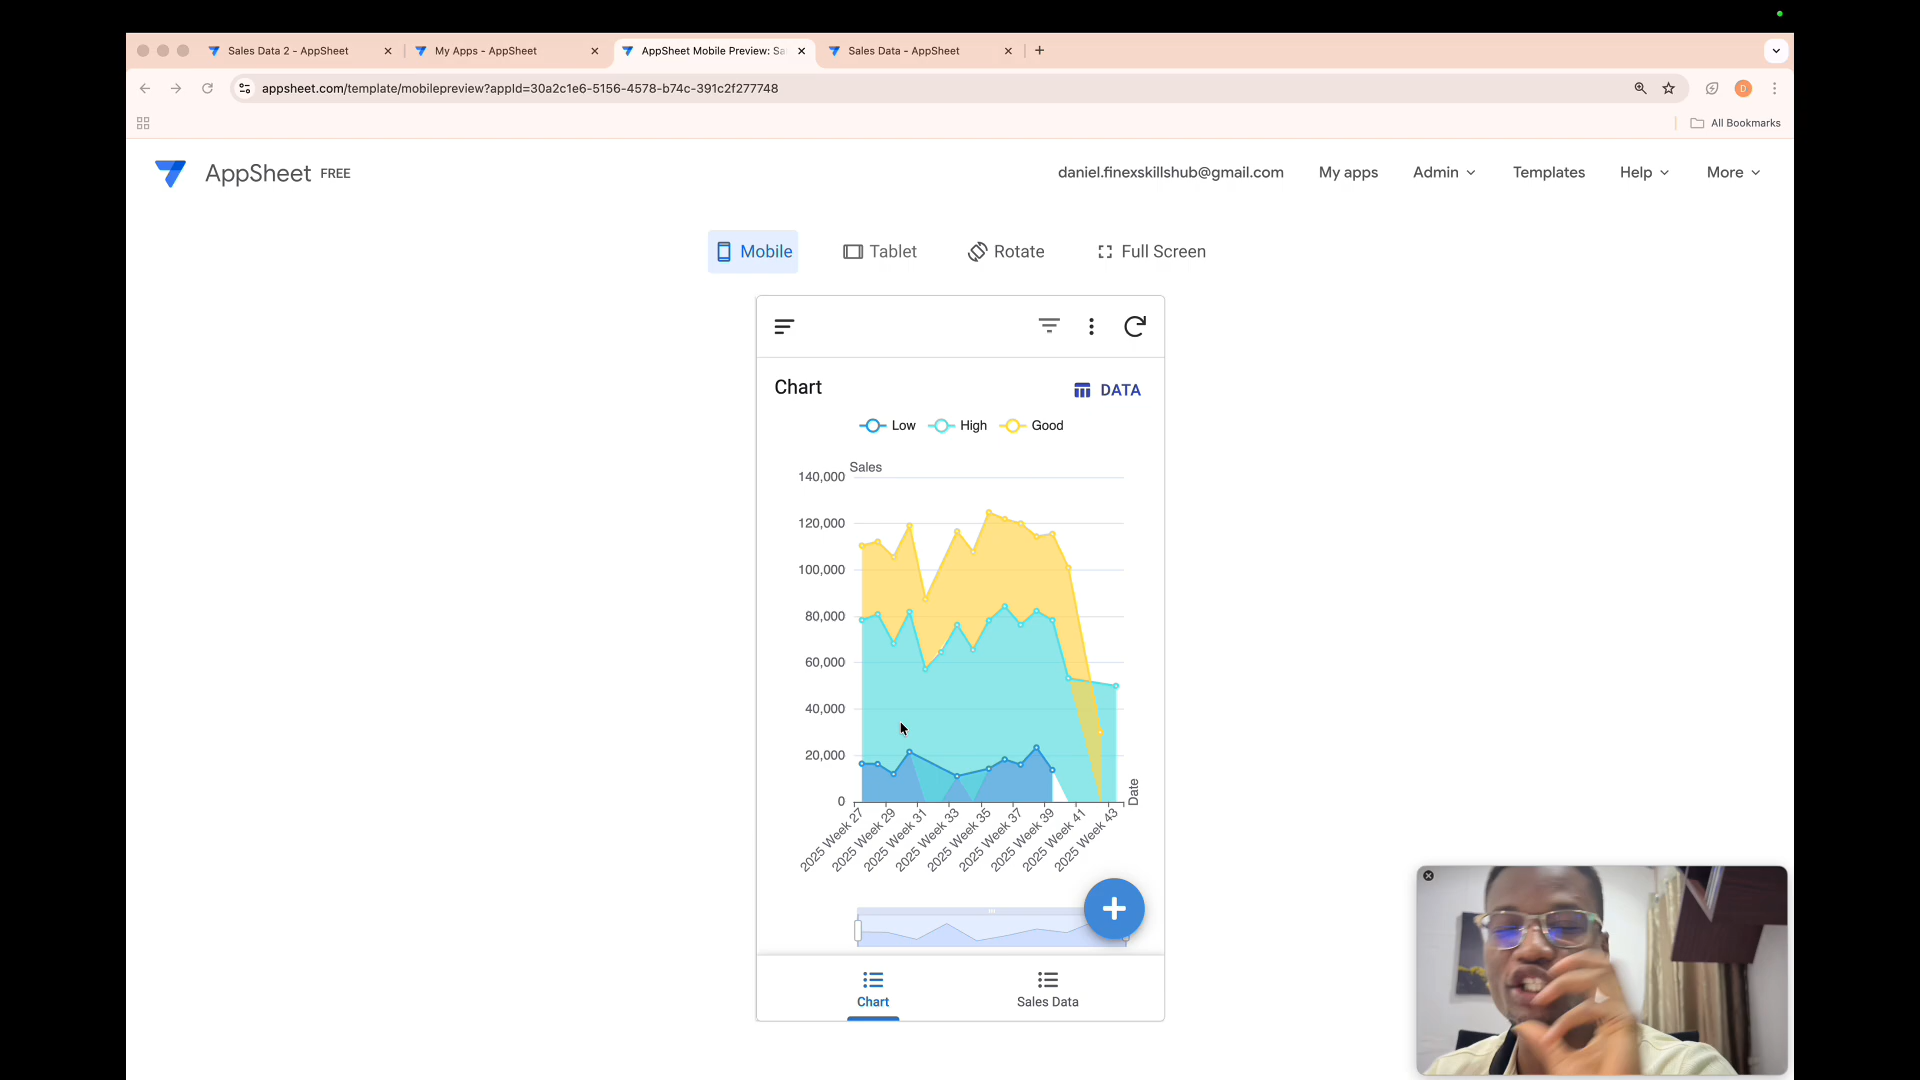 Sales Data 2 - AppSheet
My Apps - AppSheet
AppSheet Mobile Preview: Sa
Sales Data - AppSheet
appsheet.com/template/mobilepreview?appId=30a2c1e6-5156-4578-b74c-391c2f277748
D
All Bookmarks
AppSheet FREE
daniel.finexskillshub@gmail.com
My apps
Admin
Templates
Help
More
Mobile
Tablet
Rotate
Full Screen
Chart
DATA
Low
High
Good
Sales
140,000
120,000
100,000
80,000
60,000
40,000
20,000
0
Date
2025 Week 27
2025 Week 29
2025 Week 31
2025 Week 33
2025 Week 35
2025 Week 37
2025 Week 39
2025 Week 41
2025 Week 43
Chart
Sales Data